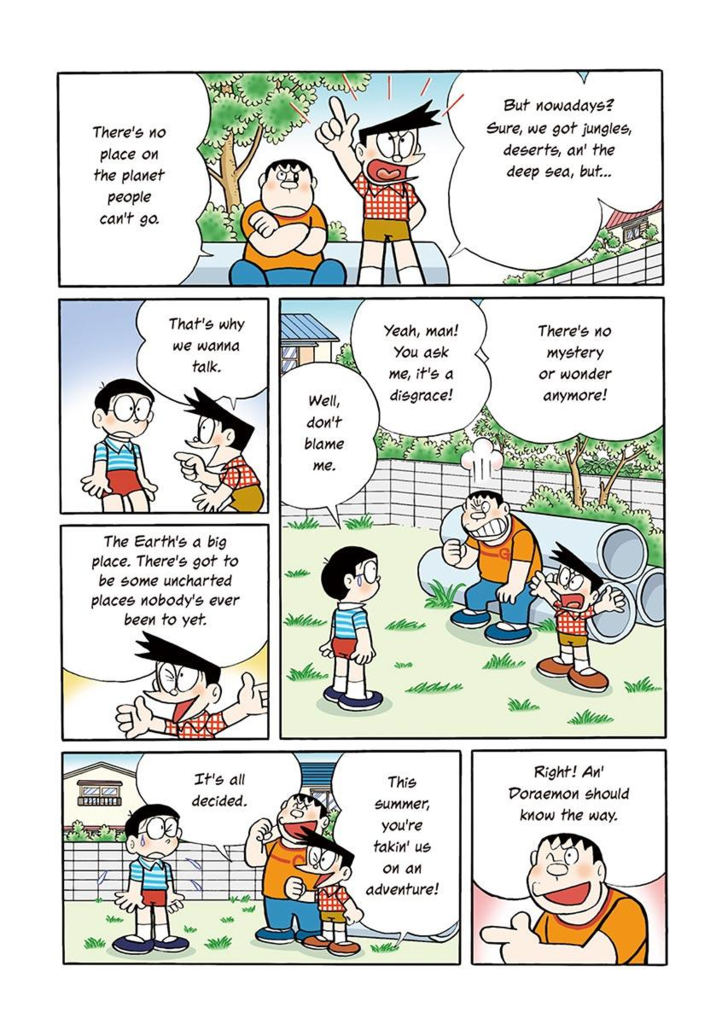 But nowadays?
Sure, we got jungles,
deserts, an' the
deep sea, but...
There's no
place on
the planet
people
can't go.
There's no
mystery
or wonder
anymore!
Yeah, man!
You ask
me, it's a
disgrace!
Well,
don't
blame
me.
G
That's why
we wanna
talk.
The Earth's a big
place. There's got to
be some uncharted
places nobody's ever
been to yet.
It's all
decided.
This
summer,
you're
takin' us
on an
adventure!
G
Right! An'
Doraemon should
know the way.